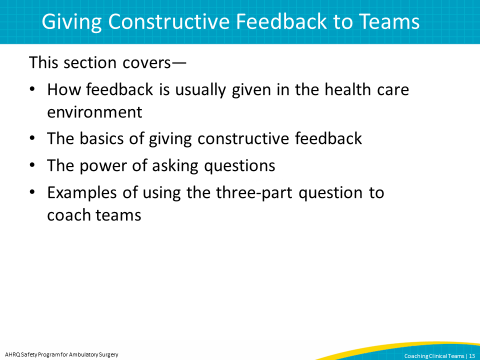 Giving Constructive Feedback to Teams
This section covers—
• How feedback is usually given in the health care
environment
• The basics of giving constructive feedback
• The power of asking questions
• Examples of using the three-part question to
coach teams
AHRQ Safety Program for Ambulatory Surgery
Coaching Clinical Teams | 13